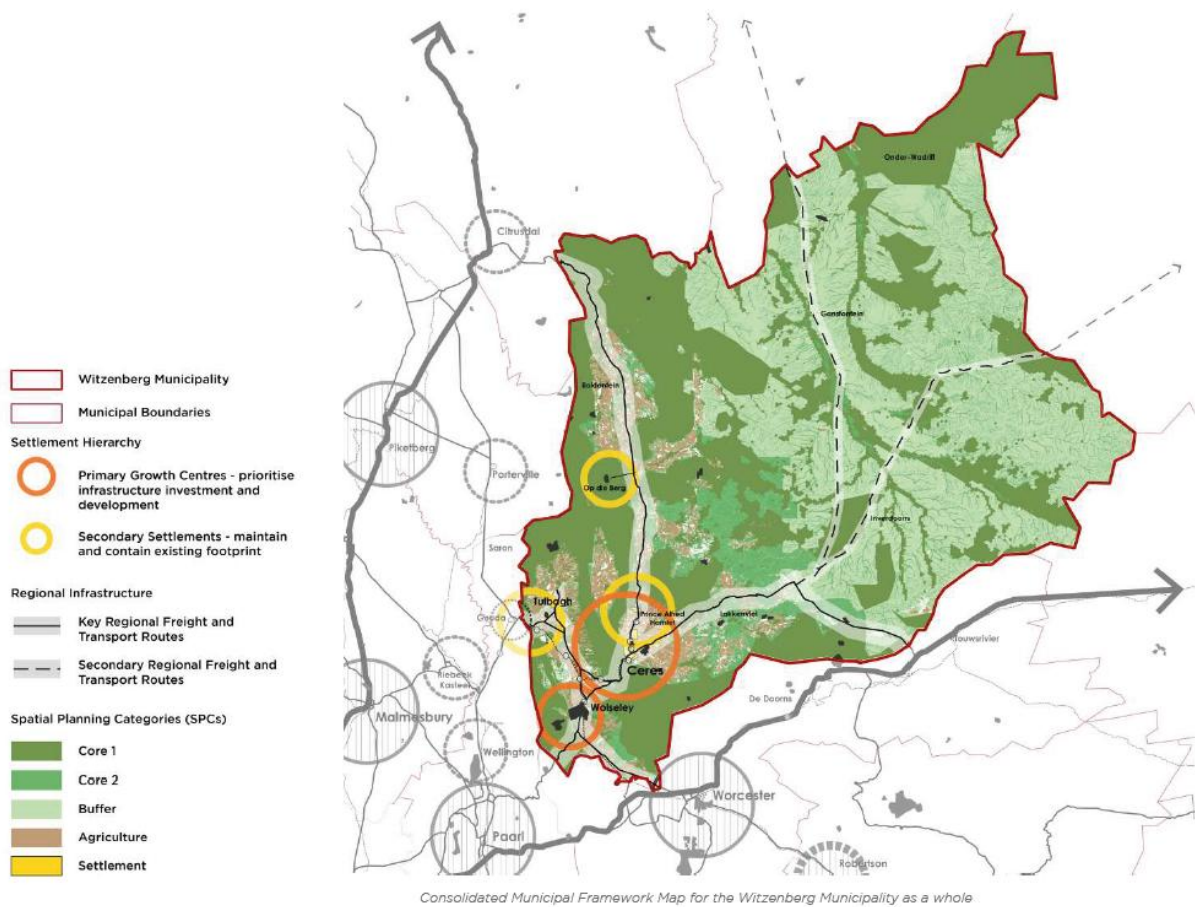 Witzenberg Municipality
Municipal Boundaries
Settlement Hierarchy
Primary Growth Centres - prioritise
infrastructure investment and
development
Secondary Settlements - maintain
and contain existing footprint
Regional Infrastructure
Key Regional Freight and
Transport Routes
Secondary Regional Freight and
Transport Routes
Spatial Planning Categories (SPCs)
Core 1
Core 2
Buffer
Agriculture
Settlement
Onder-Wadrift
Citrusdal
Ganstfontein
Piketberg
Porterville
Op die Berg
Inverdoorns
Saron
Tulbagh
Gouda
Prince Alfred
Hamlet
Lakkenvlei
Touwsrivier
Ceres
Riebeek
Kasteel
De Doorns
Malmesbury
Wolseley
Wellington
Worcester
Paarl
Robertson
Consolidated Municipal Framework Map for the Witzenberg Municipality as a whole